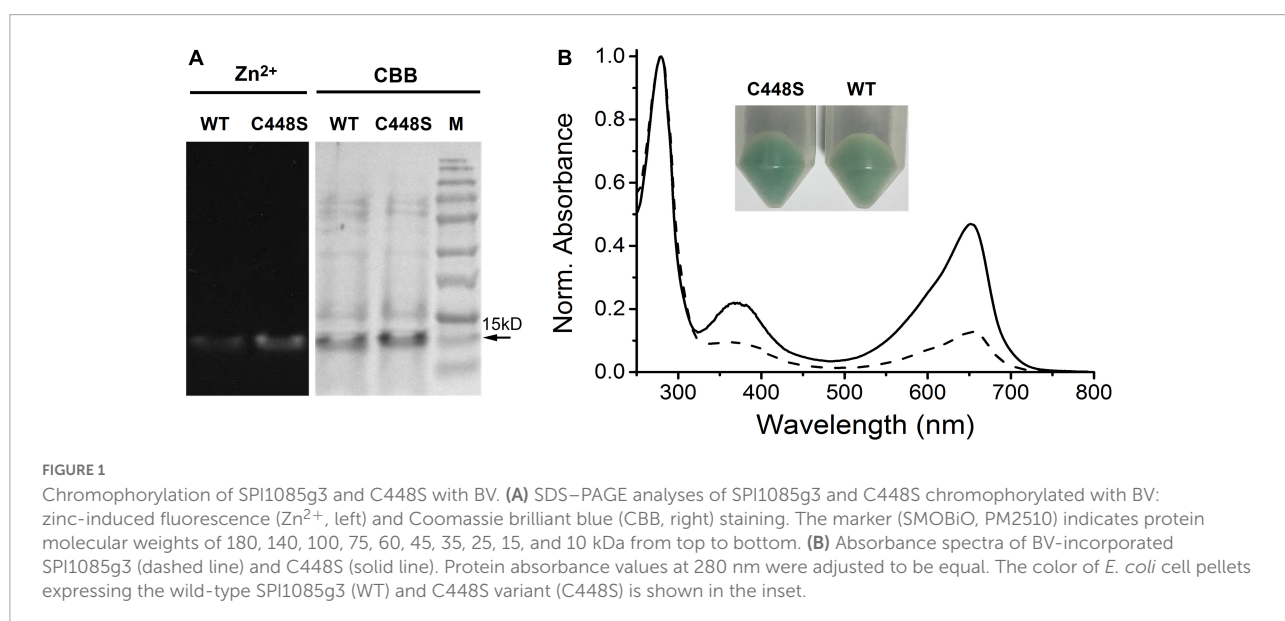 A
Zn²⁺ CBB
WT C448S WT C448S M
15kD
B
C448S WT
1.0
0.8
0.6
0.4
0.2
0.0
Norm. Absorbance
300 400 500 600 700 800
Wavelength (nm)
FIGURE 1
Chromophorylation of SPI1085g3 and C448S with BV. (A) SDS–PAGE analyses of SPI1085g3 and C448S chromophorylated with BV:
zinc-induced fluorescence (Zn²⁺, left) and Coomassie brilliant blue (CBB, right) staining. The marker (SMOBiO, PM2510) indicates protein
molecular weights of 180, 140, 100, 75, 60, 45, 35, 25, 15, and 10 kDa from top to bottom. (B) Absorbance spectra of BV-incorporated
SPI1085g3 (dashed line) and C448S (solid line). Protein absorbance values at 280 nm were adjusted to be equal. The color of E. coli cell pellets
expressing the wild-type SPI1085g3 (WT) and C448S variant (C448S) is shown in the inset.